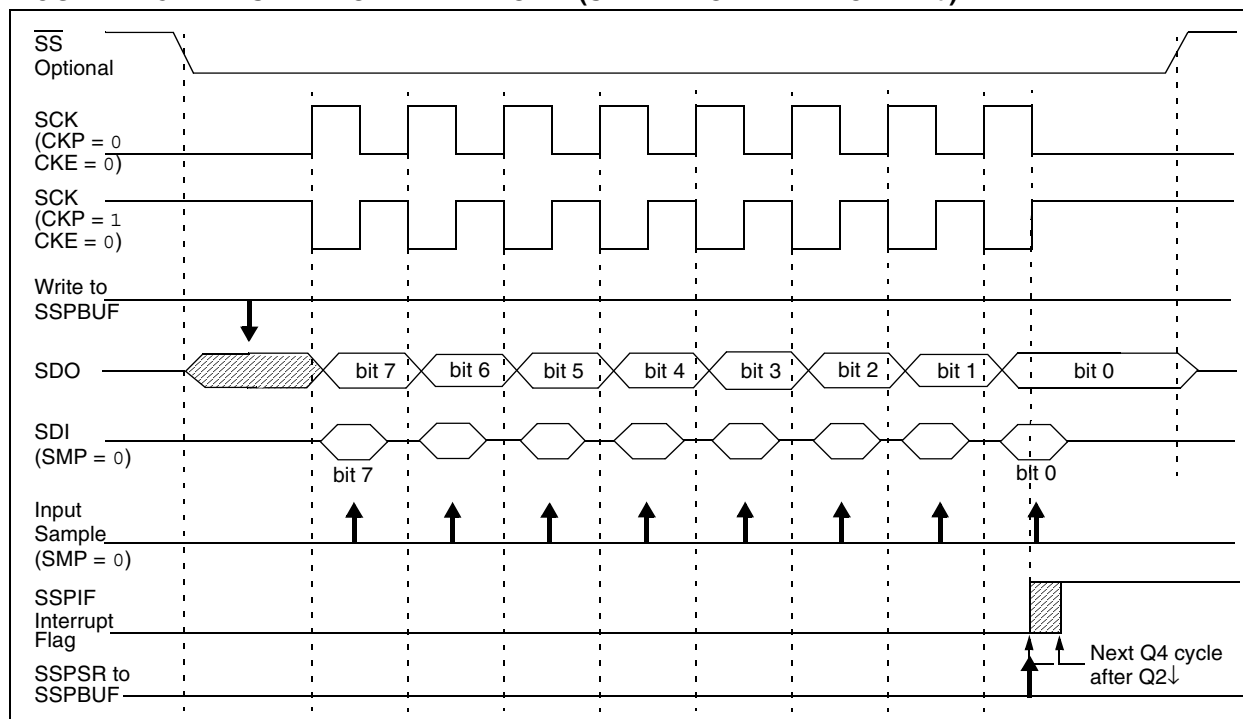 SS
Optional
SCK
(CKP = 0
CKE = 0)
SCK
(CKP = 1
CKE = 0)
Write to
SSPBUF
SDO
bit 7
bit 6
bit 5
bit 4
bit 3
bit 2
bit 1
bit 0
SDI
(SMP = 0)
bit 7
bit 0
Input
Sample
(SMP = 0)
SSPIF
Interrupt
Flag
Next Q4 cycle
after Q2↓
SSPSR to
SSPBUF